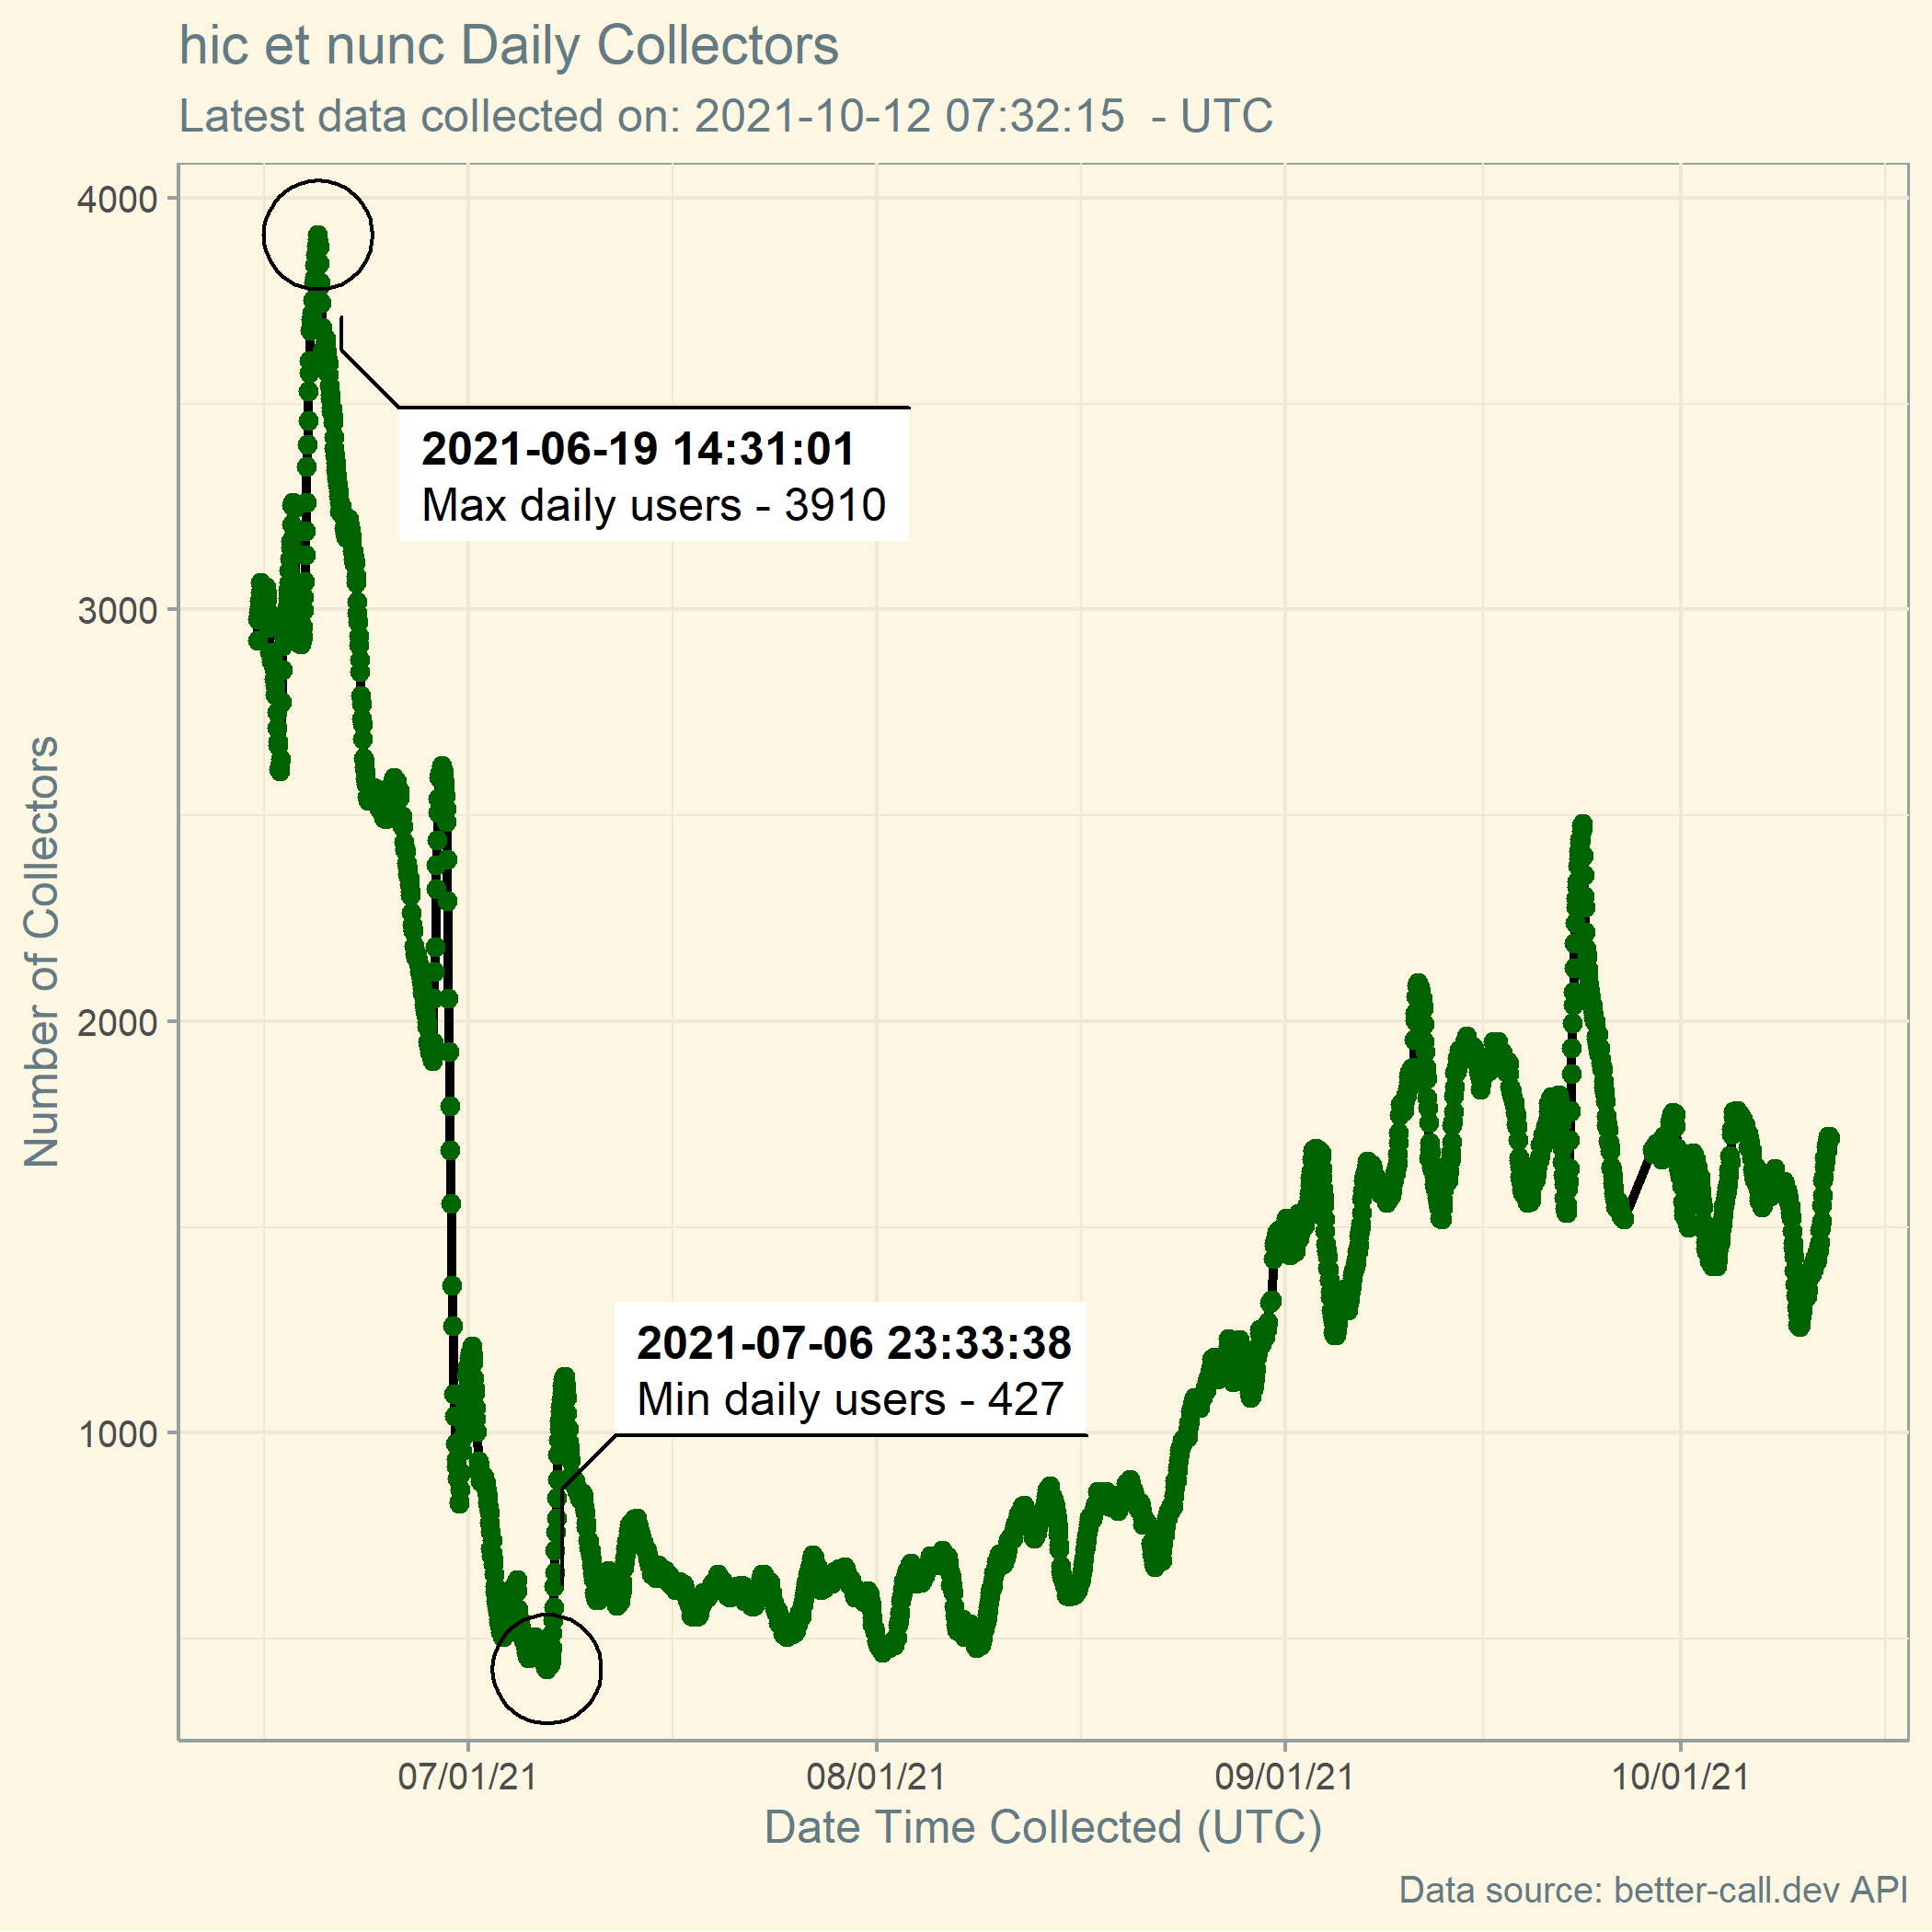 hic et nunc Daily Collectors
Latest data collected on: 2021-10-12 07:32:15  - UTC
4000
3000
2000
1000
Number of Collectors
2021-06-19 14:31:01
Max daily users - 3910
2021-07-06 23:33:38
Min daily users - 427
07/01/21
08/01/21
09/01/21
10/01/21
Date Time Collected (UTC)
Data source: better-call.dev API